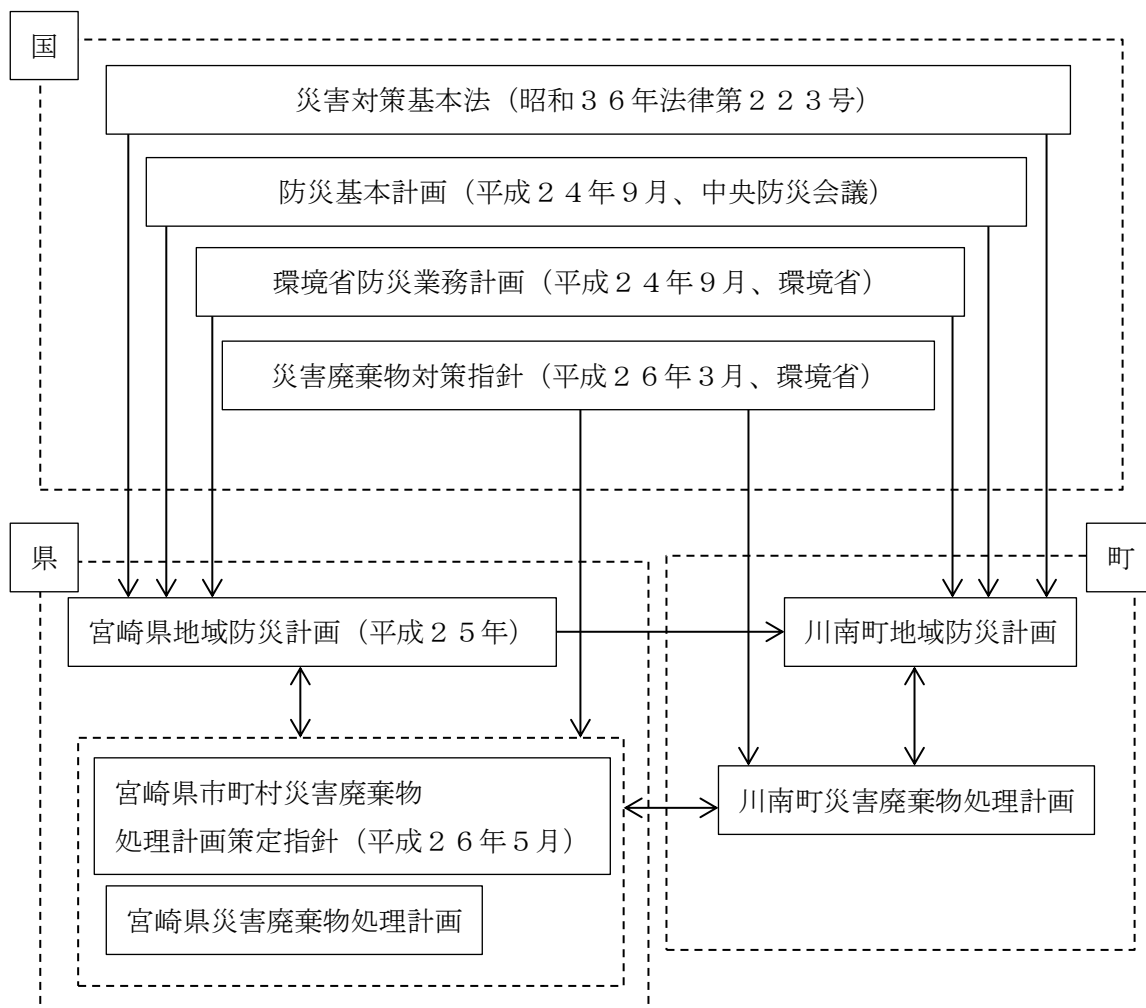 国
災害対策基本法（昭和３６年法律第２２３号）
防災基本計画（平成２４年９月、中央防災会議）
環境省防災業務計画（平成２４年９月、環境省）
災害廃棄物対策指針（平成２６年３月、環境省）
県
町
宮崎県地域防災計画（平成２５年）
川南町地域防災計画
宮崎県市町村災害廃棄物
処理計画策定指針（平成２６年５月）
川南町災害廃棄物処理計画
宮崎県災害廃棄物処理計画